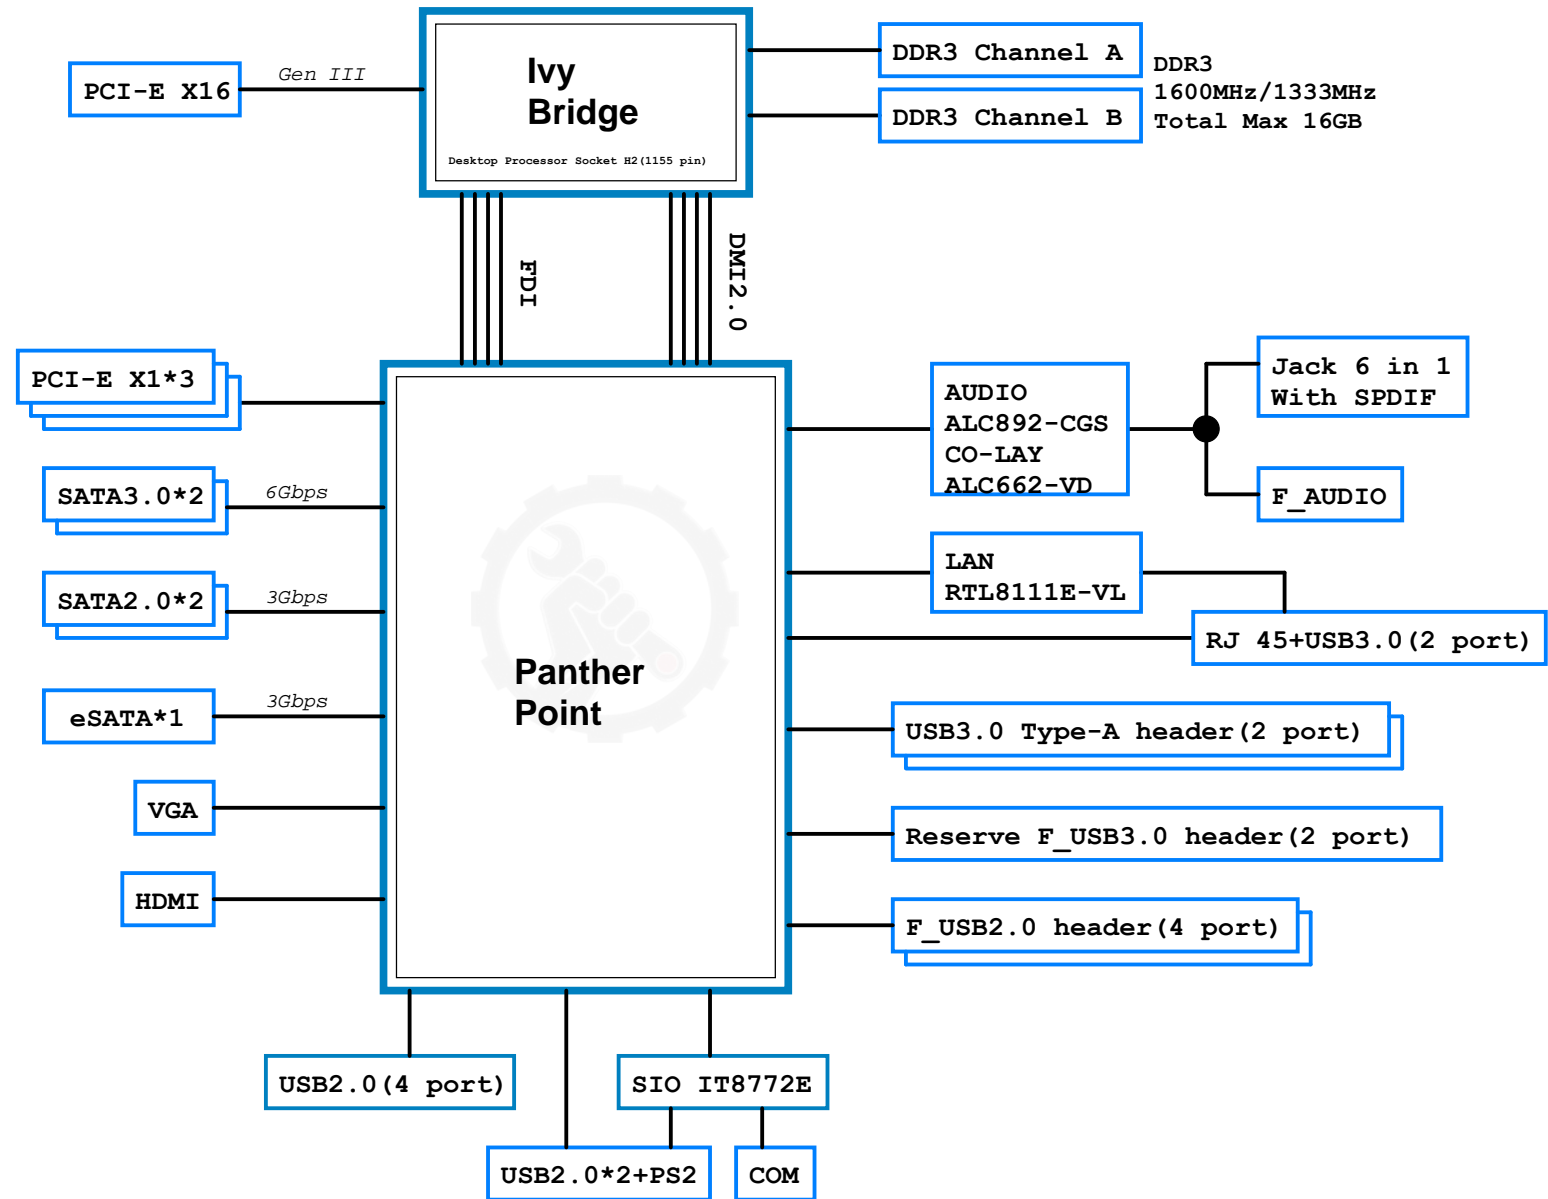 PCI-E X16
Gen III
Ivy
Bridge
Desktop Processor Socket H2(1155 pin)
DDR3 Channel A
DDR3 Channel B
DDR3
1600MHz/1333MHz
Total Max 16GB
FDI
DMI2.0
PCI-E X1*3
SATA3.0*2
6Gbps
SATA2.0*2
3Gbps
eSATA*1
3Gbps
VGA
HDMI
Panther
Point
AUDIO
ALC892-CGS
CO-LAY
ALC662-VD
Jack 6 in 1
With SPDIF
F_AUDIO
LAN
RTL8111E-VL
RJ 45+USB3.0(2 port)
USB3.0 Type-A header(2 port)
Reserve F_USB3.0 header(2 port)
F_USB2.0 header(4 port)
USB2.0(4 port)
SIO IT8772E
USB2.0*2+PS2
COM